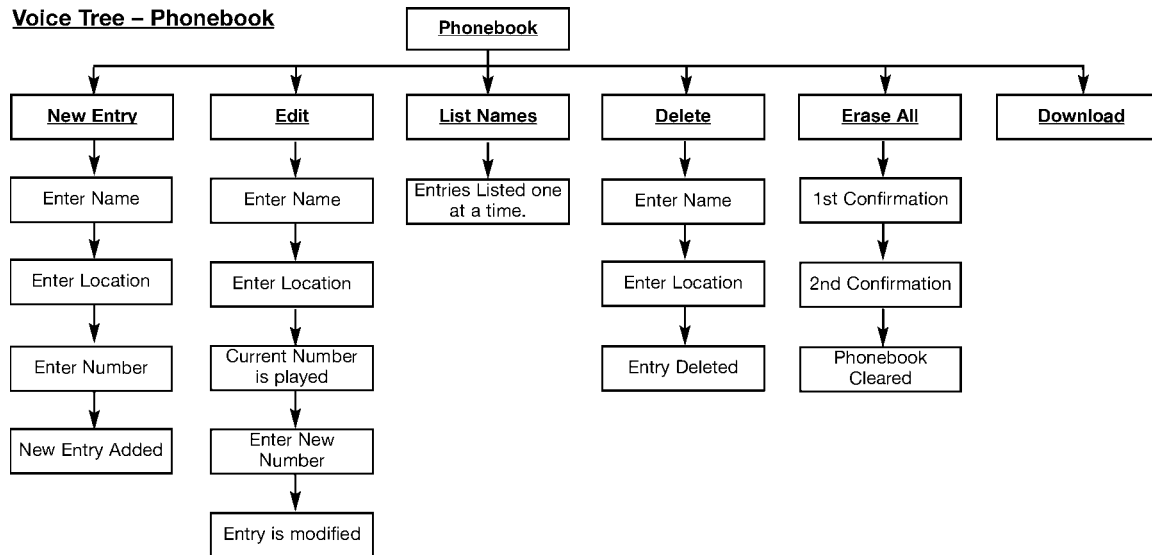 Voice Tree – Phonebook
Phonebook
New Entry
Edit
List Names
Delete
Erase All
Download
Enter Name
Enter Name
Entries Listed one
at a time.
Enter Name
1st Confirmation
Enter Location
Enter Location
Enter Location
2nd Confirmation
Enter Number
Current Number
is played
Entry Deleted
Phonebook
Cleared
New Entry Added
Enter New
Number
Entry is modified